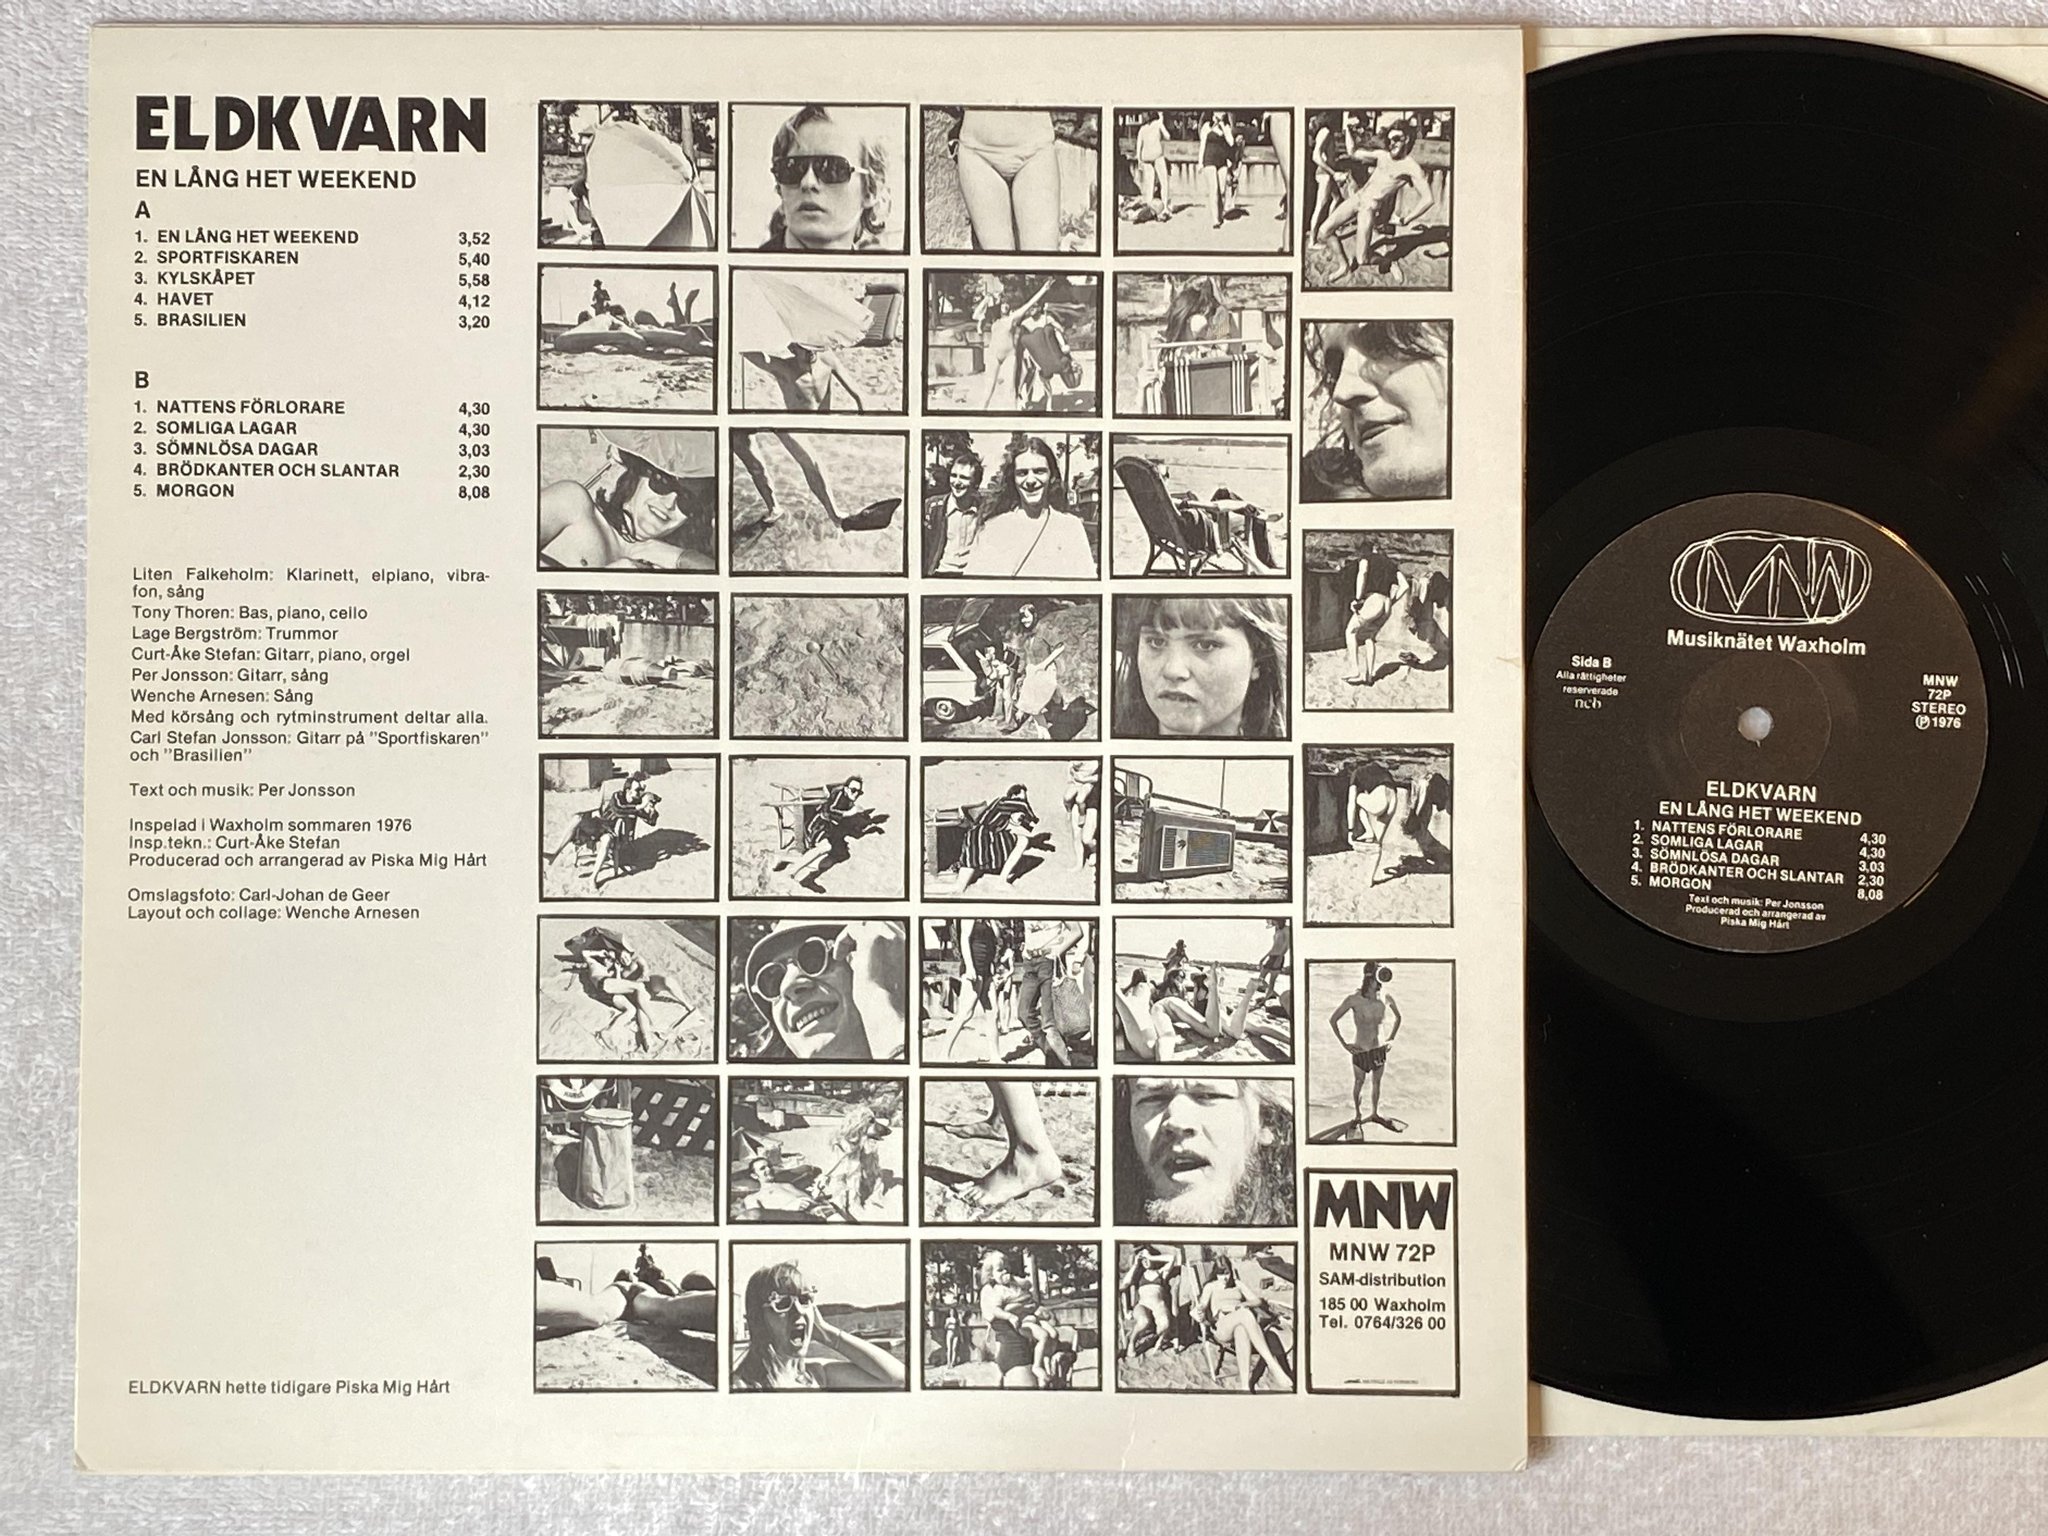 ELDKVARN
EN LÅNG HET WEEKEND
A
1. EN LÅNG HET WEEKEND 3,52
2. SPORTFISKAREN 5,40
3. KYLSKÅPET 5,58
4. HAVET 4,12
5. BRASILIEN 3,20
B
1. NATTENS FÖRLORARE 4,30
2. SOMLIGA LAGAR 4,30
3. SÖMNLÖSA DAGAR 3,03
4. BRÖDKANTER OCH SLANTAR 2,30
5. MORGON 8,08
Liten Falkeholm: Klarinett, elpiano, vibra-
fon, sång
Tony Thoren: Bas, piano, cello
Lage Bergström: Trummor
Curt-Åke Stefan: Gitarr, piano, orgel
Per Jonsson: Gitarr, sång
Wenche Arnesen: Sång
Med körsång och rytminstrument deltar alla.
Carl Stefan Jonsson: Gitarr på "Sportfiskaren"
och "Brasilien"
Text och musik: Per Jonsson
Inspelad i Waxholm sommaren 1976
Insp.tekn.: Curt-Åke Stefan
Producerad och arrangerad av Piska Mig Hårt
Omslagsfoto: Carl-Johan de Geer
Layout och collage: Wenche Arnesen
ELDKVARN hette tidigare Piska Mig Hårt
MNW
MNW 72P
SAM-distribution
185 00 Waxholm
Tel. 0764/326 00
MNW
Musiknätet Waxholm
Sida B
Alla rättigheter
reserverade
ncb
MNW
72P
STEREO
Ⓟ 1976
ELDKVARN
EN LÅNG HET WEEKEND
1. NATTENS FÖRLORARE 4,30
2. SOMLIGA LAGAR 4,30
3. SÖMNLÖSA DAGAR 3,03
4. BRÖDKANTER OCH SLANTAR 2,30
5. MORGON 8,08
Text och musik: Per Jonsson
Producerad och arrangerad av
Piska Mig Hårt